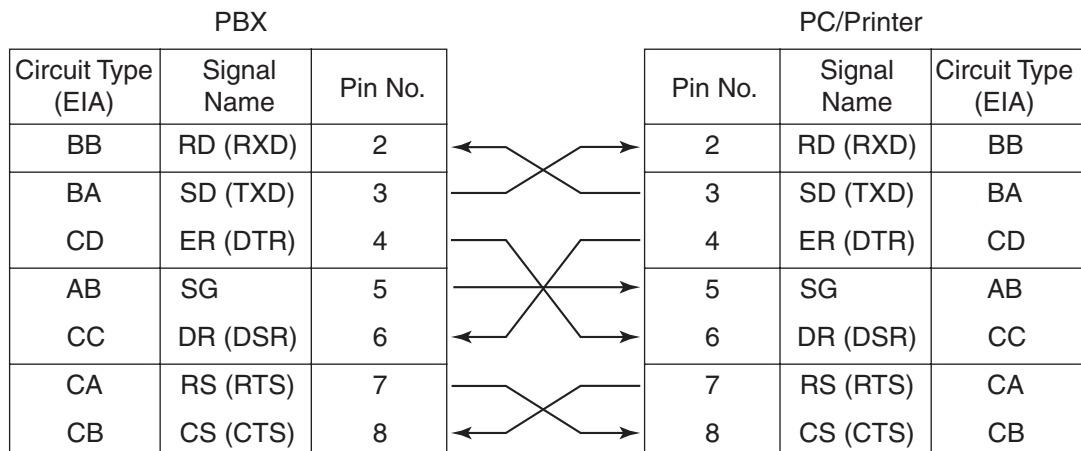 PBX PC/Printer
Circuit Type (EIA) Signal Name Pin No. Pin No. Signal Name Circuit Type (EIA)
BB RD (RXD) 2 2 RD (RXD) BB
BA SD (TXD) 3 3 SD (TXD) BA
CD ER (DTR) 4 4 ER (DTR) CD
AB SG 5 5 SG AB
CC DR (DSR) 6 6 DR (DSR) CC
CA RS (RTS) 7 7 RS (RTS) CA
CB CS (CTS) 8 8 CS (CTS) CB